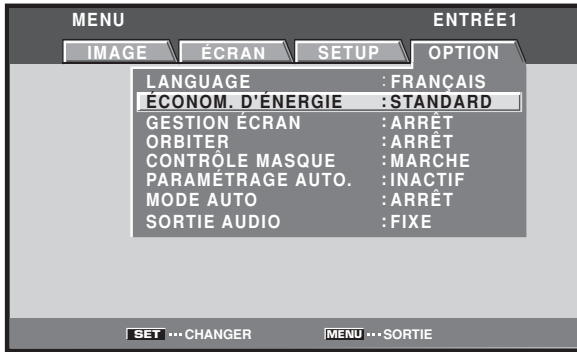 MENU ENTRÉE1
IMAGE ÉCRAN SETUP OPTION
LANGUAGE :FRANÇAIS
ÉCONOM. D'ÉNERGIE :STANDARD
GESTION ÉCRAN :ARRÊT
ORBITER :ARRÊT
CONTRÔLE MASQUE :MARCHE
PARAMÉTRAGE AUTO. :INACTIF
MODE AUTO :ARRÊT
SORTIE AUDIO :FIXE
SET ··· CHANGER MENU ··· SORTIE